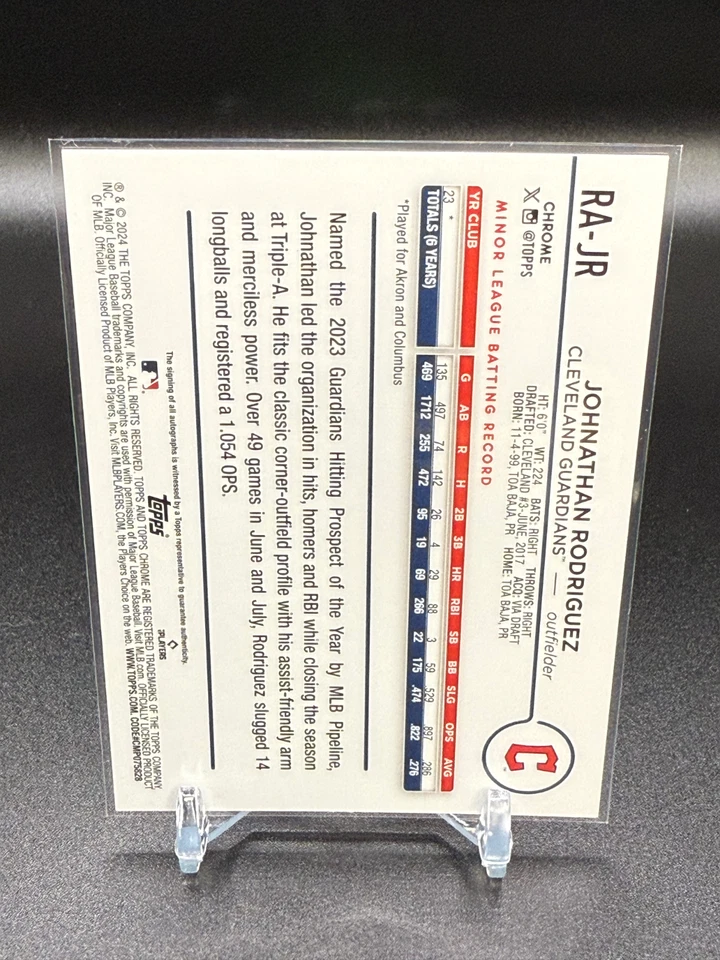 RA-JR
JOHNATHAN RODRIGUEZ
CLEVELAND GUARDIANS™ — outfielder
CHROME
@TOPPS
HT: 6'0" WT: 224 BATS: RIGHT THROWS: RIGHT
DRAFTED: CLEVELAND #3-JUNE, 2017 ACQ: VIA DRAFT
BORN: 11-4-99, TOA BAJA, PR HOME: TOA BAJA, PR
C
MINOR LEAGUE BATTING RECORD
YR CLUB G AB R H 2B 3B HR RBI SB BB SLG OPS AVG
23 * 135 497 74 142 26 4 29 88 3 59 .529 .897 .286
TOTALS (6 YEARS) 469 1712 255 472 95 19 69 266 22 175 .474 .822 .276
*Played for Akron and Columbus
Named the 2023 Guardians Hitting Prospect of the Year by MLB Pipeline,
Johnathan led the organization in hits, homers and RBI while closing the season
at Triple-A. He fits the classic corner-outfield profile with his assist-friendly arm
and merciless power. Over 49 games in June and July, Rodriguez slugged 14
longballs and registered a 1.054 OPS.
The signing of all autographs is witnessed by a Topps representative to guarantee authenticity.
topps
PLAYERS
® & © 2024 THE TOPPS COMPANY, INC. ALL RIGHTS RESERVED. TOPPS AND TOPPS CHROME ARE REGISTERED TRADEMARKS OF THE TOPPS COMPANY,
INC. Major League Baseball trademarks and copyrights are used with permission of Major League Baseball. Visit MLB.com. OFFICIALLY LICENSED PRODUCT
OF MLB. Officially Licensed Product of MLB Players, Inc. Visit MLBPLAYERS.COM, the Players Choice on the web. WWW.TOPPS.COM. CODE#CMP075828